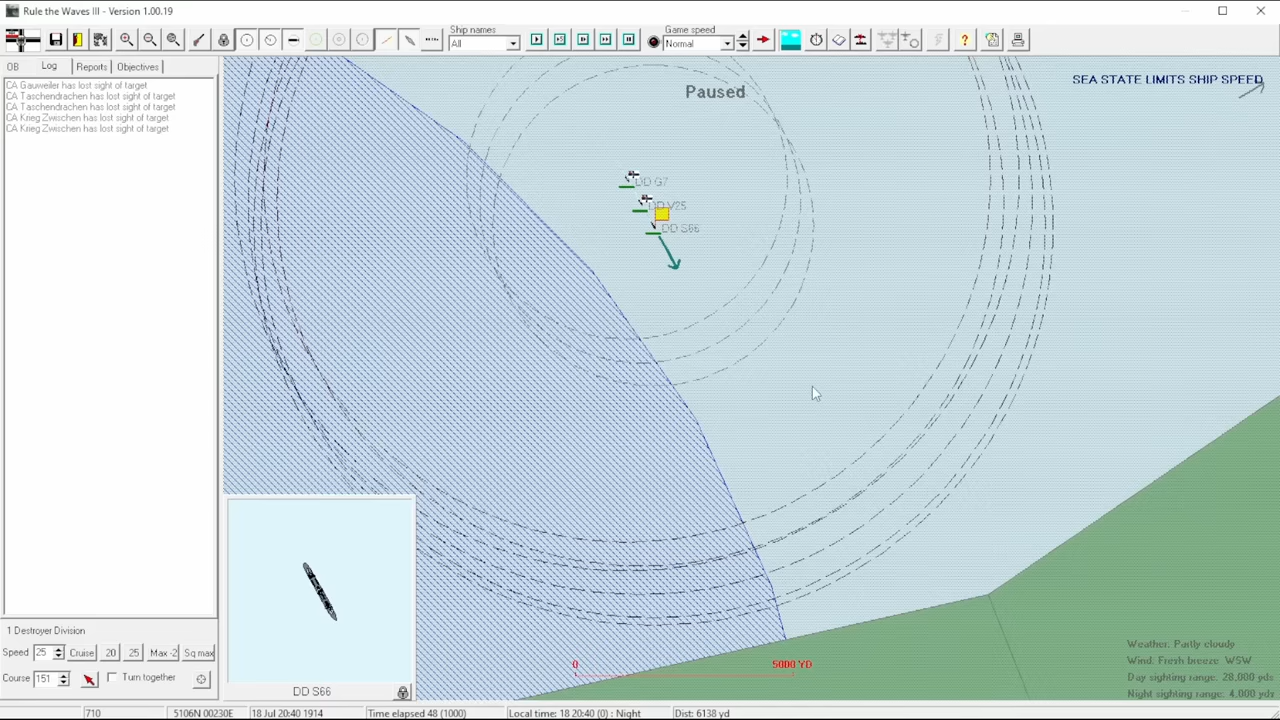 Rule the Waves III - Version 1.00.19
Ship names
All
Game speed
Normal
OB Log Reports Objectives
CA Gauweiler has lost sight of target
CA Taschendrachen has lost sight of target
CA Taschendrachen has lost sight of target
CA Krieg Zwischen has lost sight of target
CA Krieg Zwischen has lost sight of target
Paused
SEA STATE LIMITS SHIP SPEED
DD G7
DD V25
DD S66
1 Destroyer Division
Speed 25 Cruise 20 25 Max -2 Sq max
Course 151 Turn together
DD S66
0 5000 YD
Weather: Partly cloudy
Wind: Fresh breeze WSW
Day sighting range: 28,000 yds
Night sighting range: 4,000 yds
710 5106N 00230E 18 Jul 20:40 1914 Time elapsed 48 (1000) Local time: 18 20:40 (0) : Night Dist: 6138 yd